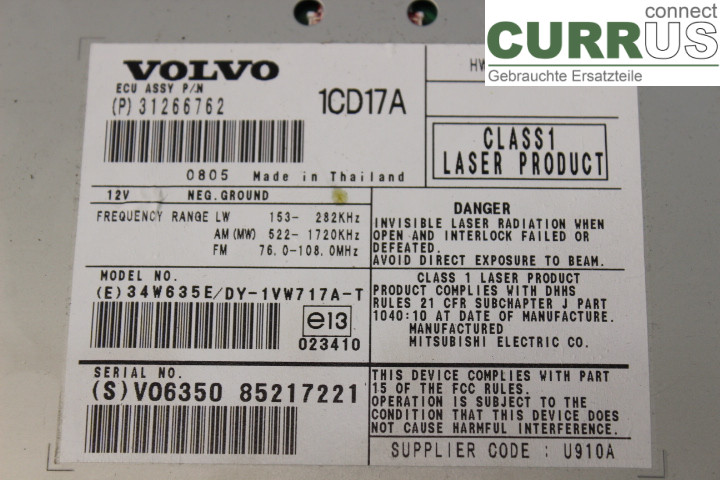 connect
CURRUS
Gebrauchte Ersatzteile
VOLVO
ECU ASSY P/N
(P) 31266762
1CD17A
0805 Made in Thailand
HW
CLASS1
LASER PRODUCT
12V NEG.GROUND
FREQUENCY RANGE LW 153- 282KHz
AM (MW) 522- 1720KHz
FM 76.0-108.0MHz
DANGER
INVISIBLE LASER RADIATION WHEN
OPEN AND INTERLOCK FAILED OR
DEFEATED.
AVOID DIRECT EXPOSURE TO BEAM.
MODEL NO.
(E) 34W635E/DY-1VW717A-T
e13
023410
CLASS 1 LASER PRODUCT
PRODUCT COMPLIES WITH DHHS
RULES 21 CFR SUBCHAPTER J PART
1040:10 AT DATE OF MANUFACTURE.
MANUFACTURED
MITSUBISHI ELECTRIC CO.
SERIAL NO.
(S) V06350 85217221
THIS DEVICE COMPLIES WITH PART
15 OF THE FCC RULES.
OPERATION IS SUBJECT TO THE
CONDITION THAT THIS DEVICE DOES
NOT CAUSE HARMFUL INTERFERENCE.
SUPPLIER CODE : U910A